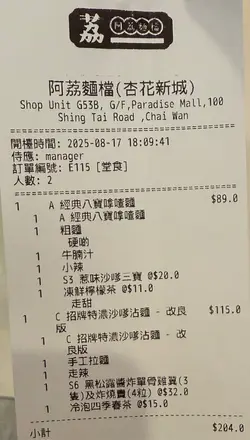 荔
阿荔麵檔
阿荔麵檔(杏花新城)
Shop Unit G53B, G/F,Paradise Mall,100
Shing Tai Road ,Chai Wan
開檯時間: 2025-08-17 18:09:41
侍應: manager
訂單編號: E115 [堂食]
人數: 2
1 A 經典八寶嗱喳麵 $89.0
1 A 經典八寶嗱喳麵
1 粗麵
硬啲
1 牛腩汁
1 小辣
1 S3 惹味沙嗲三寶 @$20.0
1 凍鮮檸檬茶 @$11.0
走甜
1 C 招牌特濃沙嗲沾麵 - 改良版 $115.0
1 C 招牌特濃沙嗲沾麵 - 改
良版
1 手工拉麵
1 走辣
1 S6 黑松露醬炸單骨雞翼(3
隻)及炸燒賣(4粒) @$32.0
1 冷泡四季春茶 @$15.0
小計 $204.0